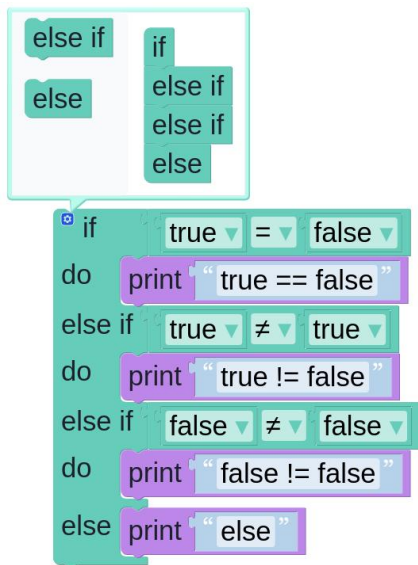 else if
else
if
else if
else if
else
if true = false
do print “ true == false ”
else if true ≠ true
do print “ true != false ”
else if false ≠ false
do print “ false != false ”
else print “ else ”